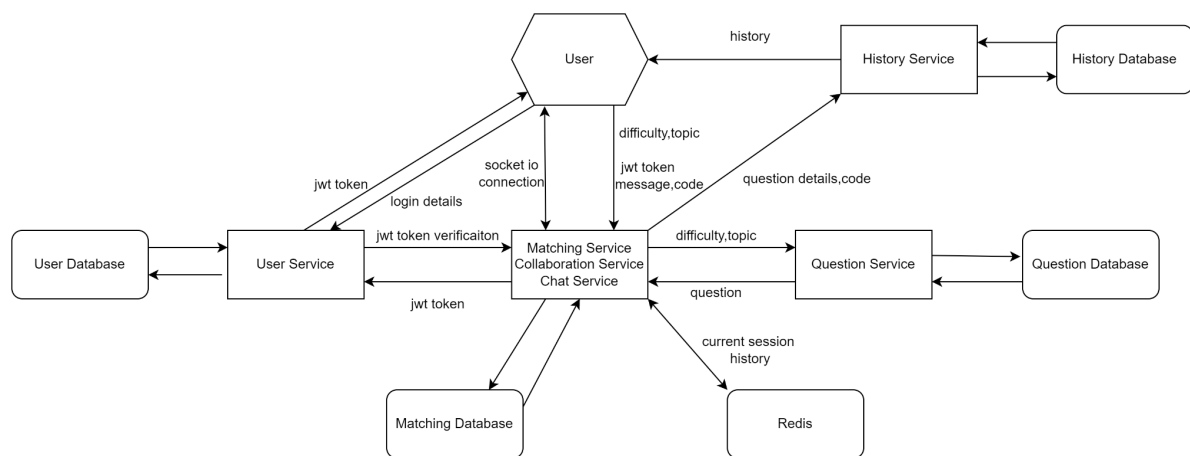 history
User
History Service
History Database
difficulty,topic
socket io
connection
jwt token
message,code
question details,code
jwt token
login details
User Database
User Service
jwt token verificaiton
Matching Service
Collaboration Service
Chat Service
difficulty,topic
Question Service
Question Database
jwt token
question
current session
history
Matching Database
Redis